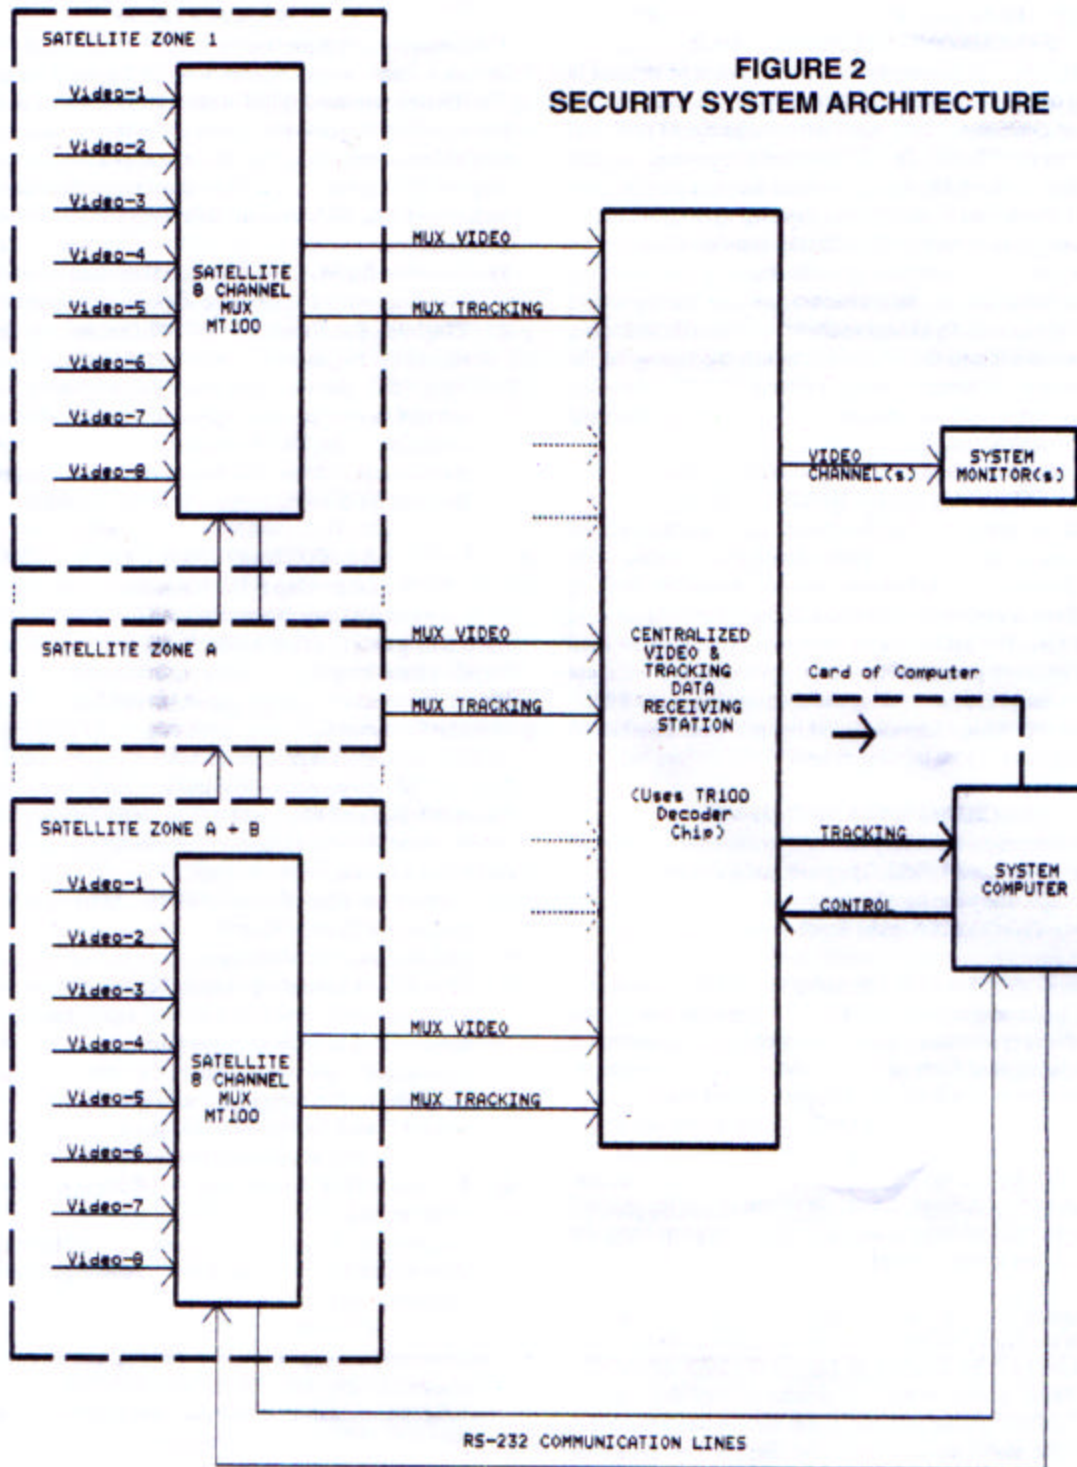 FIGURE 2
SECURITY SYSTEM ARCHITECTURE
SATELLITE ZONE 1
Video-1
Video-2
Video-3
Video-4
Video-5
Video-6
Video-7
Video-8
SATELLITE
8 CHANNEL
MUX
MT100
MUX VIDEO
MUX TRACKING
VIDEO
CHANNEL(s)
SYSTEM
MONITOR(s)
SATELLITE ZONE A
MUX VIDEO
MUX TRACKING
CENTRALIZED
VIDEO &
TRACKING
DATA
RECEIVING
STATION
(Uses TR100
Decoder
Chip)
Card of Computer
TRACKING
CONTROL
SYSTEM
COMPUTER
SATELLITE ZONE A + B
Video-1
Video-2
Video-3
Video-4
Video-5
Video-6
Video-7
Video-8
SATELLITE
8 CHANNEL
MUX
MT100
MUX VIDEO
MUX TRACKING
RS-232 COMMUNICATION LINES